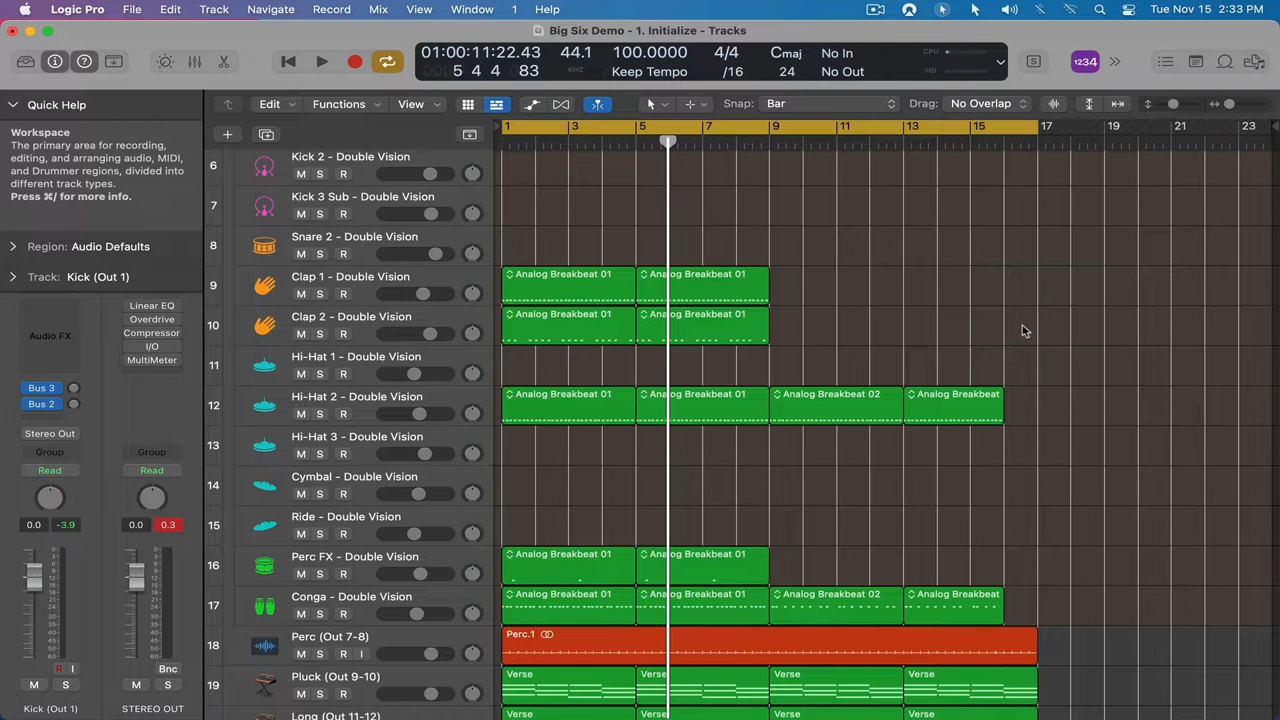 Logic Pro File Edit Track Navigate Record Mix View Window 1 Help Tue Nov 15 2:33 PM
Big Six Demo - 1. Initialize - Tracks
01:00:11:22.43 44.1 100.0000 4/4 Cmaj No In CPU
5 4 4 83 KHZ Keep Tempo /16 24 No Out HD
1234
Quick Help
Edit Functions View Snap: Bar Drag: No Overlap
Workspace
The primary area for recording,
editing, and arranging audio, MIDI,
and Drummer regions, divided into
different track types.
Press ⌘/ for more info.
Region: Audio Defaults
Track: Kick (Out 1)
Audio FX
Linear EQ
Overdrive
Compressor
I/O
MultiMeter
Bus 3
Bus 2
Stereo Out
Group Group
Read Read
0.0 -3.9 0.0 0.3
R I
Bnc
M S M S
Kick (Out 1) STEREO OUT
1 3 5 7 9 11 13 15 17 19 21 23
6 Kick 2 - Double Vision
M S R
7 Kick 3 Sub - Double Vision
M S R
8 Snare 2 - Double Vision
M S R
9 Clap 1 - Double Vision Analog Breakbeat 01 Analog Breakbeat 01
M S R
10 Clap 2 - Double Vision Analog Breakbeat 01 Analog Breakbeat 01
M S R
11 Hi-Hat 1 - Double Vision
M S R
12 Hi-Hat 2 - Double Vision Analog Breakbeat 01 Analog Breakbeat 01 Analog Breakbeat 02 Analog Breakbeat
M S R
13 Hi-Hat 3 - Double Vision
M S R
14 Cymbal - Double Vision
M S R
15 Ride - Double Vision
M S R
16 Perc FX - Double Vision Analog Breakbeat 01 Analog Breakbeat 01
M S R
17 Conga - Double Vision Analog Breakbeat 01 Analog Breakbeat 01 Analog Breakbeat 02 Analog Breakbeat
M S R
18 Perc (Out 7-8) Perc.1
M S R I
19 Pluck (Out 9-10) Verse Verse Verse Verse
M S R
Long (Out 11-12) Verse Verse Verse Verse